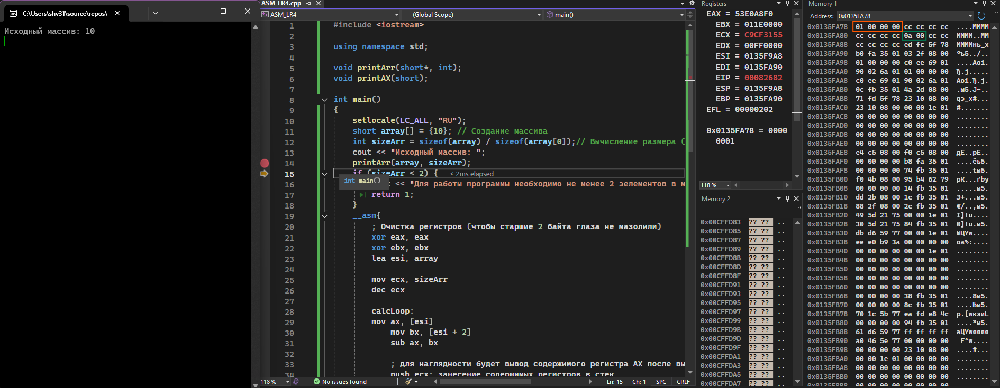 C:\Users\shv31\source\repos\
Исходный массив: 10
ASM_LR4.cpp
ASM_LR4
(Global Scope)
main()
1 #include <iostream>
2
3 using namespace std;
4
5 void printArr(short*, int);
6 void printAX(short);
7
8 int main()
9 {
10 setlocale(LC_ALL, "RU");
11 short array[] = {10}; // Создание массива
12 int sizeArr = sizeof(array) / sizeof(array[0]);// Вычисление размера (
13 cout << "Исходный массив: ";
14 printArr(array, sizeArr);
15 if (sizeArr < 2) { ≤ 2ms elapsed
int main()
16 << "Для работы программы необходимо не менее 2 эелементов в м
17 return 1;
18 }
19 __asm{
20 ; Очистка регистров (чтобы старшие 2 байта глаза не мазолили)
21 xor eax, eax
22 xor ebx, ebx
23 lea esi, array
24
25 mov ecx, sizeArr
26 dec ecx
27
28 calcLoop:
29 mov ax, [esi]
30 mov bx, [esi + 2]
31 sub ax, bx
32
33 ; для наглядности будет вывод содержимого регистра AX после вы
34 push ecx; занесение содержимых регистров в стек
118 %
No issues found
Ln: 15
Ch: 1
SPC
CRLF
Registers
EAX = 53E0A8F0
EBX = 011E0000
ECX = C9CF3155
EDX = 00FF0000
ESI = 0135F9A8
EDI = 0135FA90
EIP = 00082682
ESP = 0135F9A8
EBP = 0135FA90
EFL = 00000202
0x0135FA78 = 0000
0001
118 %
Memory 2
0x00CFFD83 ?? ?? ..
0x00CFFD85 ?? ?? ..
0x00CFFD87 ?? ?? ..
0x00CFFD89 ?? ?? ..
0x00CFFD8B ?? ?? ..
0x00CFFD8D ?? ?? ..
0x00CFFD8F ?? ?? ..
0x00CFFD91 ?? ?? ..
0x00CFFD93 ?? ?? ..
0x00CFFD95 ?? ?? ..
0x00CFFD97 ?? ?? ..
0x00CFFD99 ?? ?? ..
0x00CFFD9B ?? ?? ..
0x00CFFD9D ?? ?? ..
0x00CFFD9F ?? ?? ..
0x00CFFDA1 ?? ?? ..
0x00CFFDA3 ?? ?? ..
0x00CFFDA5 ?? ?? ..
0x00CFFDA7 ?? ?? ..
Memory 1
Address: 0x0135FA78
0x0135FA78 01 00 00 00 cc cc cc cc ....ММММ
0x0135FA80 cc cc cc cc 0a 00 cc cc ММММ..ММ
0x0135FA88 cc cc cc cc ed fc 5f 78 ММММнь_x
0x0135FA90 b0 fa 35 01 03 2f 08 00 °ъ5../..
0x0135FA98 01 00 00 00 c0 ee 69 01 ....Аоi.
0x0135FAA0 90 02 6a 01 01 00 00 00 ђ.j.....
0x0135FAA8 c0 ee 69 01 90 02 6a 01 Аоi.ђ.j.
0x0135FAB0 0c fb 35 01 4a 2d 08 00 .ы5.J-..
0x0135FAB8 71 fd 5f 78 23 10 08 00 qэ_x#...
0x0135FAC0 23 10 08 00 00 00 1e 01 #.......
0x0135FAC8 00 00 00 00 00 00 00 00 ........
0x0135FAD0 00 00 00 00 00 00 00 00 ........
0x0135FAD8 00 00 00 00 00 00 00 00 ........
0x0135FAE0 00 00 00 00 00 00 00 00 ........
0x0135FAE8 e4 c5 08 00 f0 c5 08 00 дЕ..рЕ..
0x0135FAF0 00 00 00 00 b8 fa 35 01 ....ёъ5.
0x0135FAF8 00 00 00 00 74 fb 35 01 ....tы5.
0x0135FB00 f0 4b 08 00 95 b4 62 79 рК..•ґby
0x0135FB08 00 00 00 00 14 fb 35 01 .....ы5.
0x0135FB10 dd 2b 08 00 1c fb 35 01 Э+...ы5.
0x0135FB18 88 2f 08 00 2c fb 35 01 €/..,ы5.
0x0135FB20 49 5d 21 75 00 00 1e 01 I]!u....
0x0135FB28 30 5d 21 75 84 fb 35 01 0]!u„ы5.
0x0135FB30 db d6 59 77 00 00 1e 01 ЫЦYw....
0x0135FB38 ee e0 b9 3a 00 00 00 00 оа№:....
0x0135FB40 00 00 00 00 00 00 1e 01 ........
0x0135FB48 00 00 00 00 00 00 00 00 ........
0x0135FB50 00 00 00 00 00 00 00 00 ........
0x0135FB58 00 00 00 00 00 00 00 00 ........
0x0135FB60 00 00 00 00 00 00 00 00 ........
0x0135FB68 00 00 00 00 38 fb 35 01 ....8ы5.
0x0135FB70 00 00 00 00 8c fb 35 01 ....Њы5.
0x0135FB78 70 1c 5b 77 ea fd e8 4c p.[wкэиL
0x0135FB80 00 00 00 00 94 fb 35 01 ....”ы5.
0x0135FB88 61 d6 59 77 ff ff ff ff aЦYwяяяя
0x0135FB90 a0 46 5e 77 00 00 00 00 F^w....
0x0135FB98 00 00 00 00 23 10 08 00 ....#...
0x0135FBA0 00 00 1e 01 00 00 00 00 ........
0x0135FBA8 00 00 00 00 00 00 00 00 ........
0x0135FBB0 00 00 00 00 00 00 00 00 ........